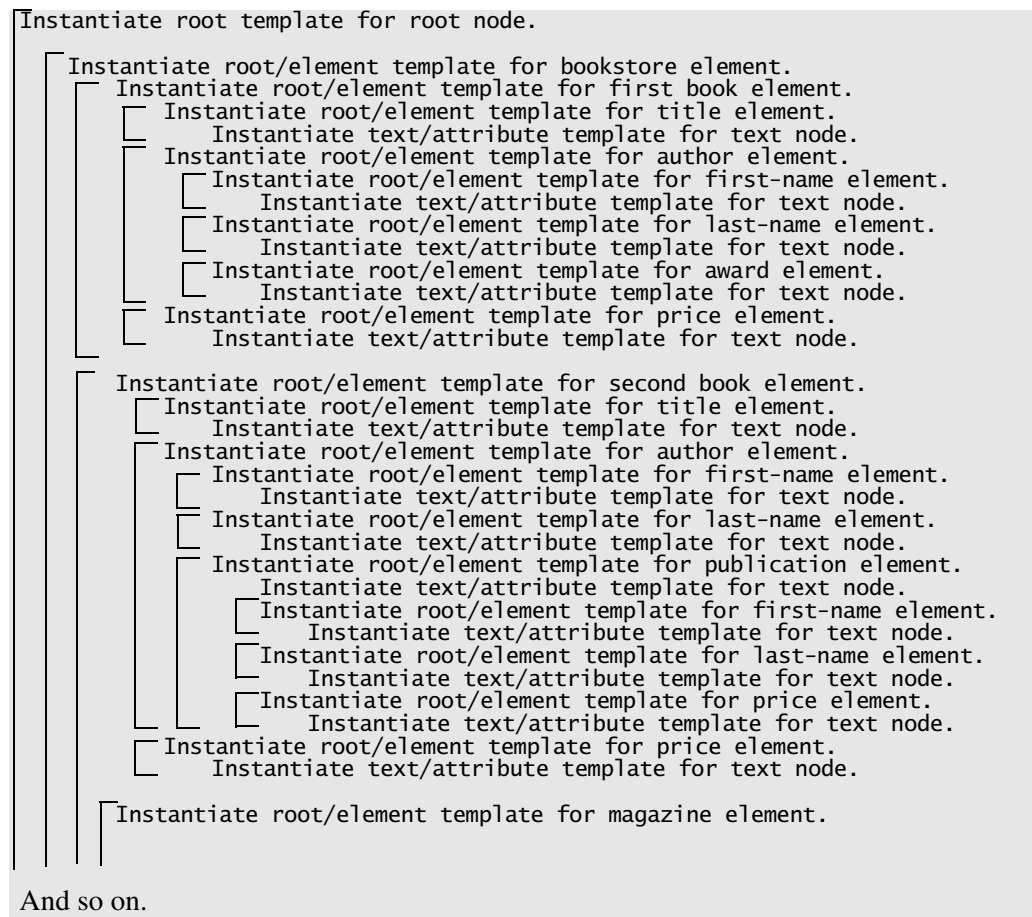 Instantiate root template for root node.
Instantiate root/element template for bookstore element.
Instantiate root/element template for first book element.
Instantiate root/element template for title element.
Instantiate text/attribute template for text node.
Instantiate root/element template for author element.
Instantiate root/element template for first-name element.
Instantiate text/attribute template for text node.
Instantiate root/element template for last-name element.
Instantiate text/attribute template for text node.
Instantiate root/element template for award element.
Instantiate text/attribute template for text node.
Instantiate root/element template for price element.
Instantiate text/attribute template for text node.
Instantiate root/element template for second book element.
Instantiate root/element template for title element.
Instantiate text/attribute template for text node.
Instantiate root/element template for author element.
Instantiate root/element template for first-name element.
Instantiate text/attribute template for text node.
Instantiate root/element template for last-name element.
Instantiate text/attribute template for text node.
Instantiate root/element template for publication element.
Instantiate text/attribute template for text node.
Instantiate root/element template for first-name element.
Instantiate text/attribute template for text node.
Instantiate root/element template for last-name element.
Instantiate text/attribute template for text node.
Instantiate root/element template for price element.
Instantiate text/attribute template for text node.
Instantiate root/element template for price element.
Instantiate text/attribute template for text node.
Instantiate root/element template for magazine element.
And so on.